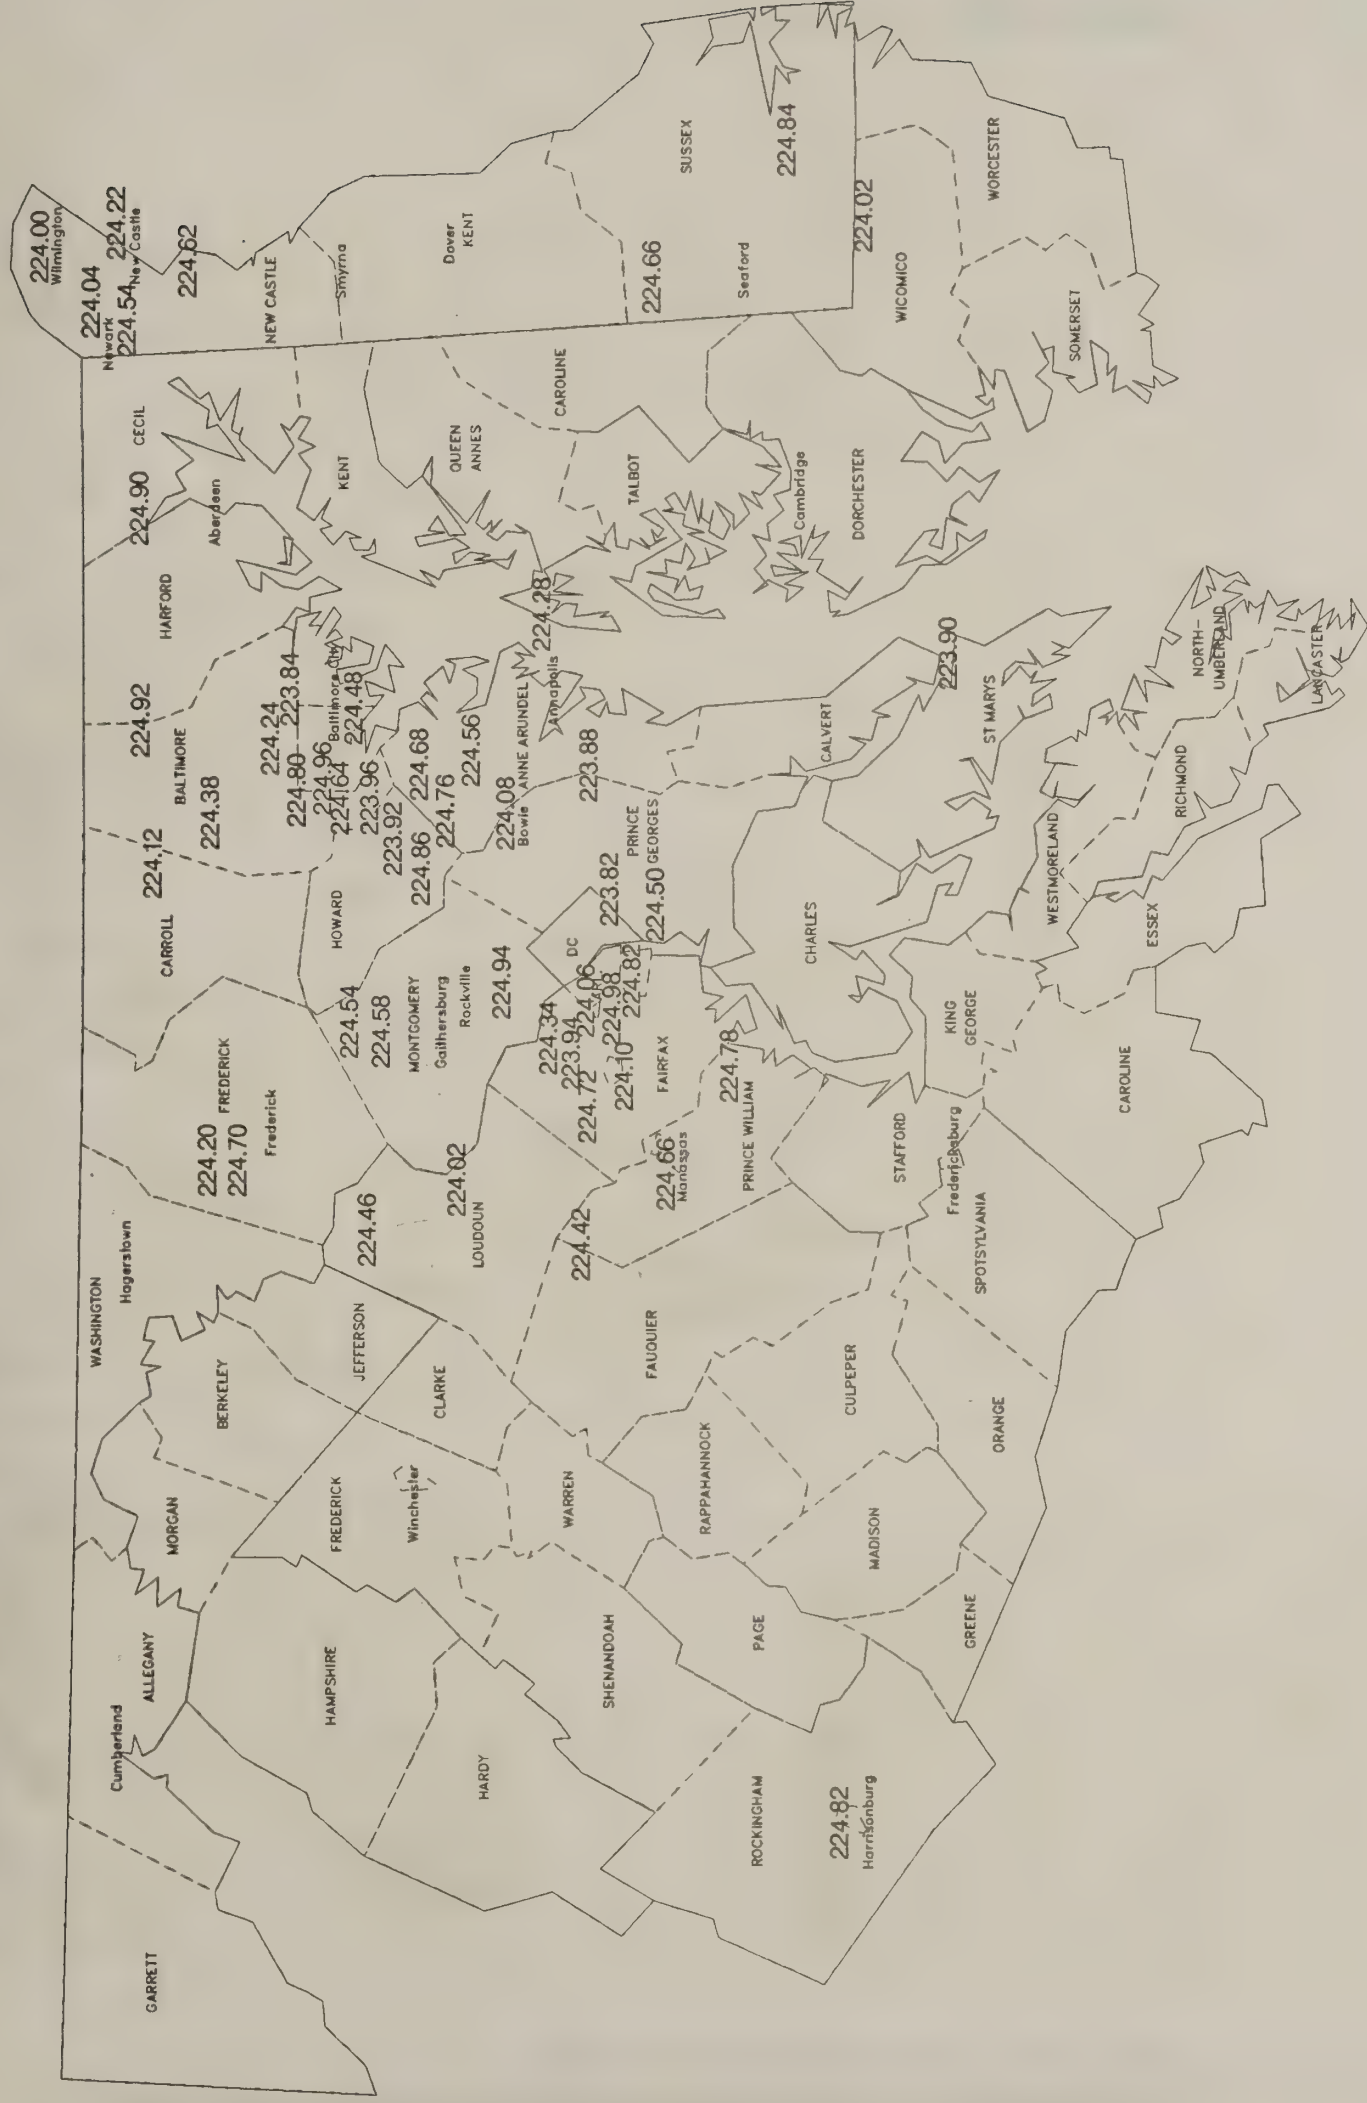 GARRETT
Cumberland
ALLEGANY
MORGAN
WASHINGTON
Hagerstown
BERKELEY
JEFFERSON
HAMPSHIRE
HARDY
FREDERICK
Winchester
CLARKE
WARREN
SHENANDOAH
PAGE
ROCKINGHAM
224.82
Harrisonburg
RAPPAHANNOCK
MADISON
GREENE
ORANGE
CULPEPER
FAUQUIER
SPOTSYLVANIA
STAFFORD
Fredericksburg
CAROLINE
KING
GEORGE
224.20
224.70
FREDERICK
Frederick
224.46
224.02
LOUDOUN
224.42
224.66
Manassas
PRINCE WILLIAM
224.78
FAIRFAX
224.34
223.94
224.72
224.10
224.06
ARL
224.98
224.82
DC
224.54
224.58
MONTGOMERY
Gaithersburg
Rockville
224.94
CARROLL
224.12
HOWARD
224.92
BALTIMORE
224.38
224.24
223.84
224.80
224.96
224.64
Baltimore City
224.48
223.96
223.92
224.68
224.86
224.76
224.56
224.08
Bowie
ANNE ARUNDEL
Annapolis
224.28
223.88
PRINCE
GEORGES
223.82
224.50
CHARLES
CALVERT
223.90
ST MARYS
WESTMORELAND
ESSEX
RICHMOND
NORTH-
UMBERLAND
LANCASTER
HARFORD
Aberdeen
224.90
CECIL
KENT
QUEEN
ANNES
CAROLINE
TALBOT
Cambridge
DORCHESTER
224.00
Wilmington
224.04
Newark
224.54
224.22
New Castle
224.62
NEW CASTLE
Smyrna
Dover
KENT
SUSSEX
224.66
Seaford
224.84
224.02
WICOMICO
WORCESTER
SOMERSET